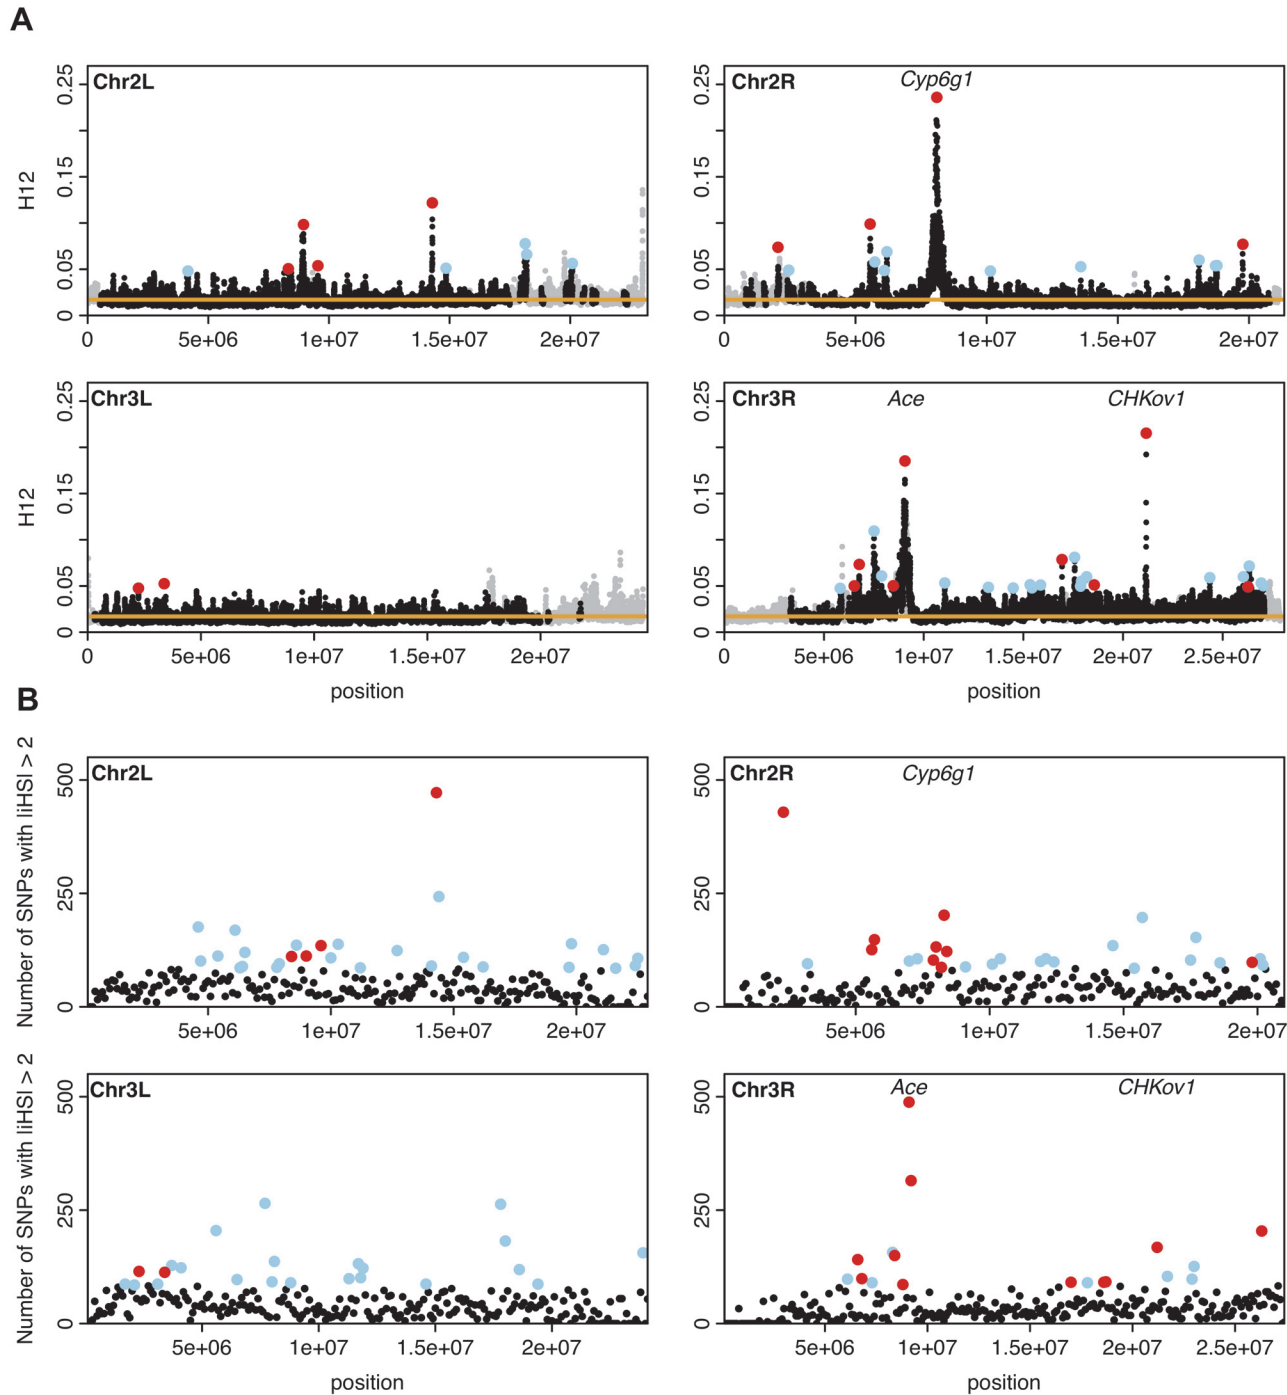 A
Chr2L
H12
0
0.05
0.15
0.25
0 5e+06 1e+07 1.5e+07 2e+07
Chr2R
Cyp6g1
0
0.05
0.15
0.25
0 5e+06 1e+07 1.5e+07 2e+07
Chr3L
H12
0
0.05
0.15
0.25
0 5e+06 1e+07 1.5e+07 2e+07
position
Chr3R
Ace
CHKov1
0
0.05
0.15
0.25
0 5e+06 1e+07 1.5e+07 2e+07 2.5e+07
position
B
Chr2L
Number of SNPs with liHSl > 2
0
250
500
5e+06 1e+07 1.5e+07 2e+07
Chr2R
Cyp6g1
0
250
500
5e+06 1e+07 1.5e+07 2e+07
Chr3L
Number of SNPs with liHSl > 2
0
250
500
5e+06 1e+07 1.5e+07 2e+07
position
Chr3R
Ace
CHKov1
0
250
500
5e+06 1e+07 1.5e+07 2e+07 2.5e+07
position